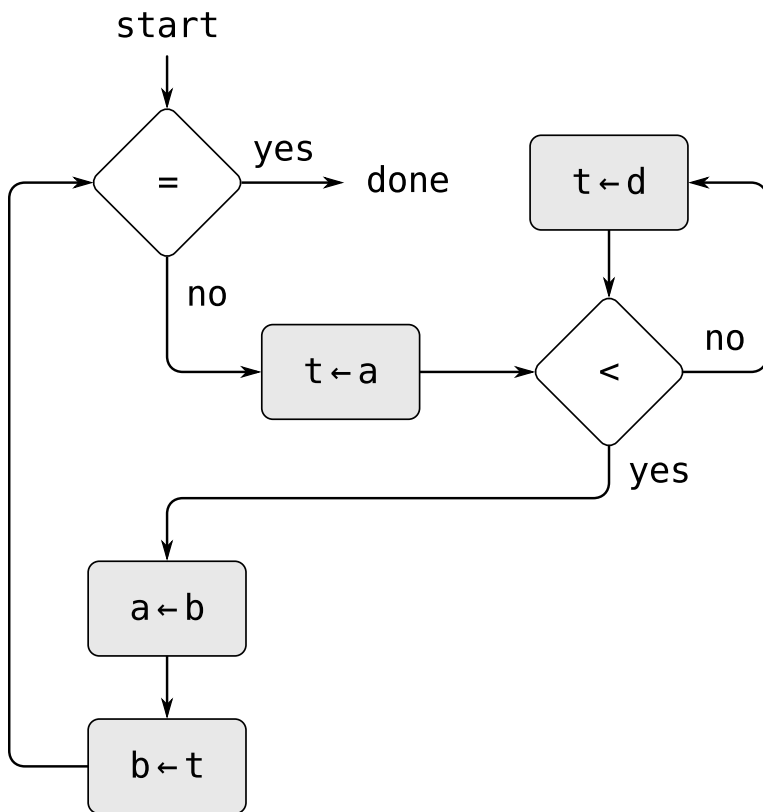 start
=
yes
done
no
t←a
t←d
<
no
yes
a←b
b←t